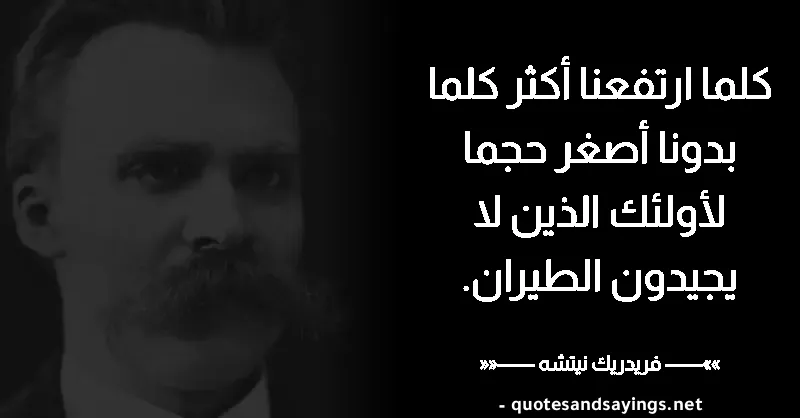 كلما ارتفعنا أكثر كلما
بدونا أصغر حجما
لأولئك الذين لا
يجيدون الطيران.
»»—— فريدريك نيتشه ——««
- quotesandsayings.net